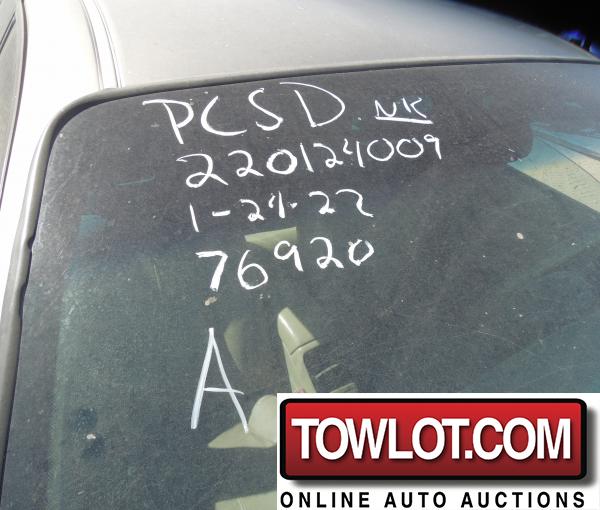 PCSD NK
220124009
1-24-22
76920
A
TOWLOT.COM
ONLINE AUTO AUCTIONS